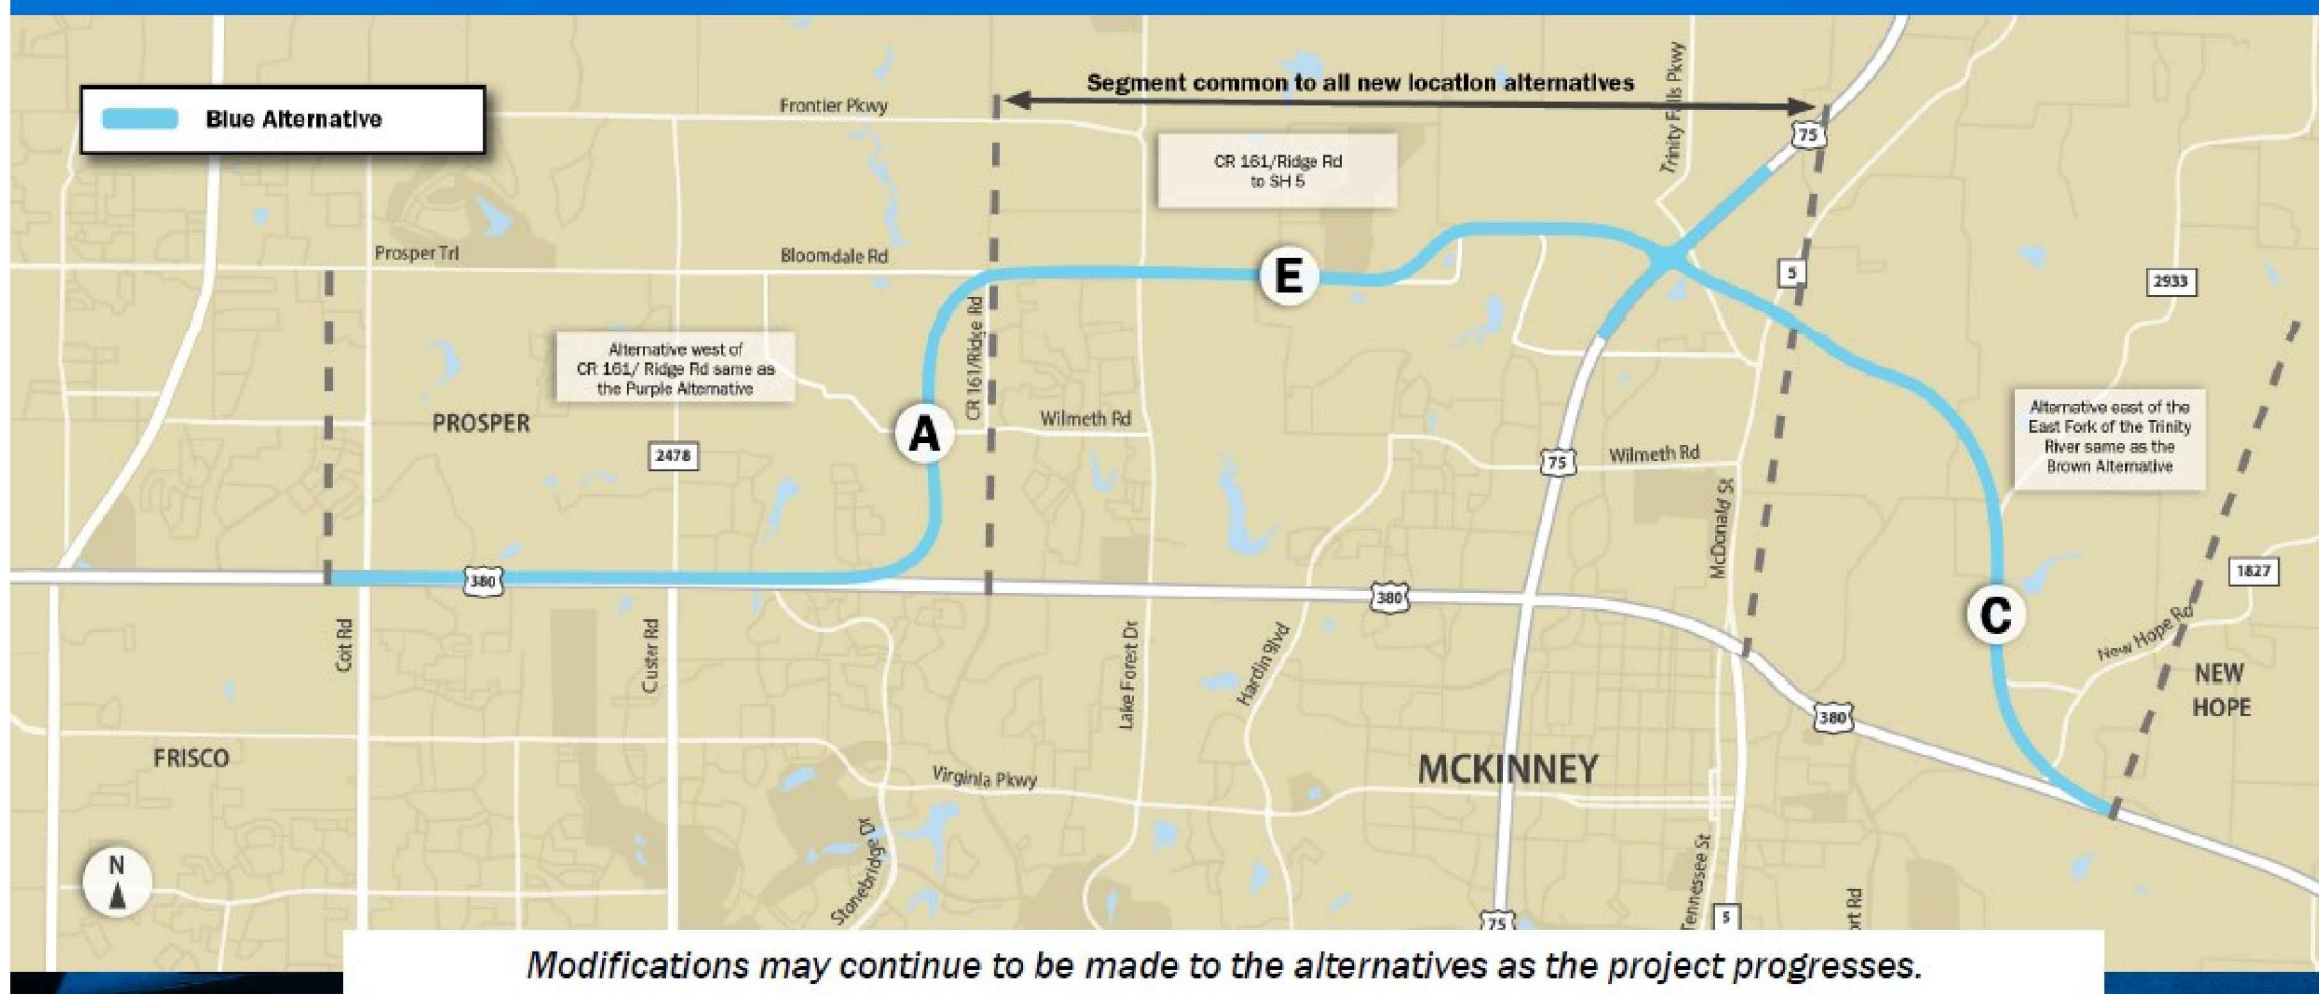 Segment common to all new location alternatives
Blue Alternative
Frontier Pkwy
Trinity Falls Pkwy
75
CR 161/Ridge Rd
to SH 5
Prosper Trl
Bloomdale Rd
E
5
2933
CR 161/Ridge Rd
Alternative west of
CR 161/ Ridge Rd same as
the Purple Alternative
Alternative east of the
East Fork of the Trinity
River same as the
Brown Alternative
PROSPER
A
Wilmeth Rd
2478
75
Wilmeth Rd
McDonald St
380
380
1827
C
New Hope Rd
Coit Rd
Custer Rd
Lake Forest Dr
Hardin Blvd
NEW
HOPE
380
FRISCO
Virginia Pkwy
MCKINNEY
N
Stonebridge Dr
Tennessee St
75
5
ort Rd
Modifications may continue to be made to the alternatives as the project progresses.